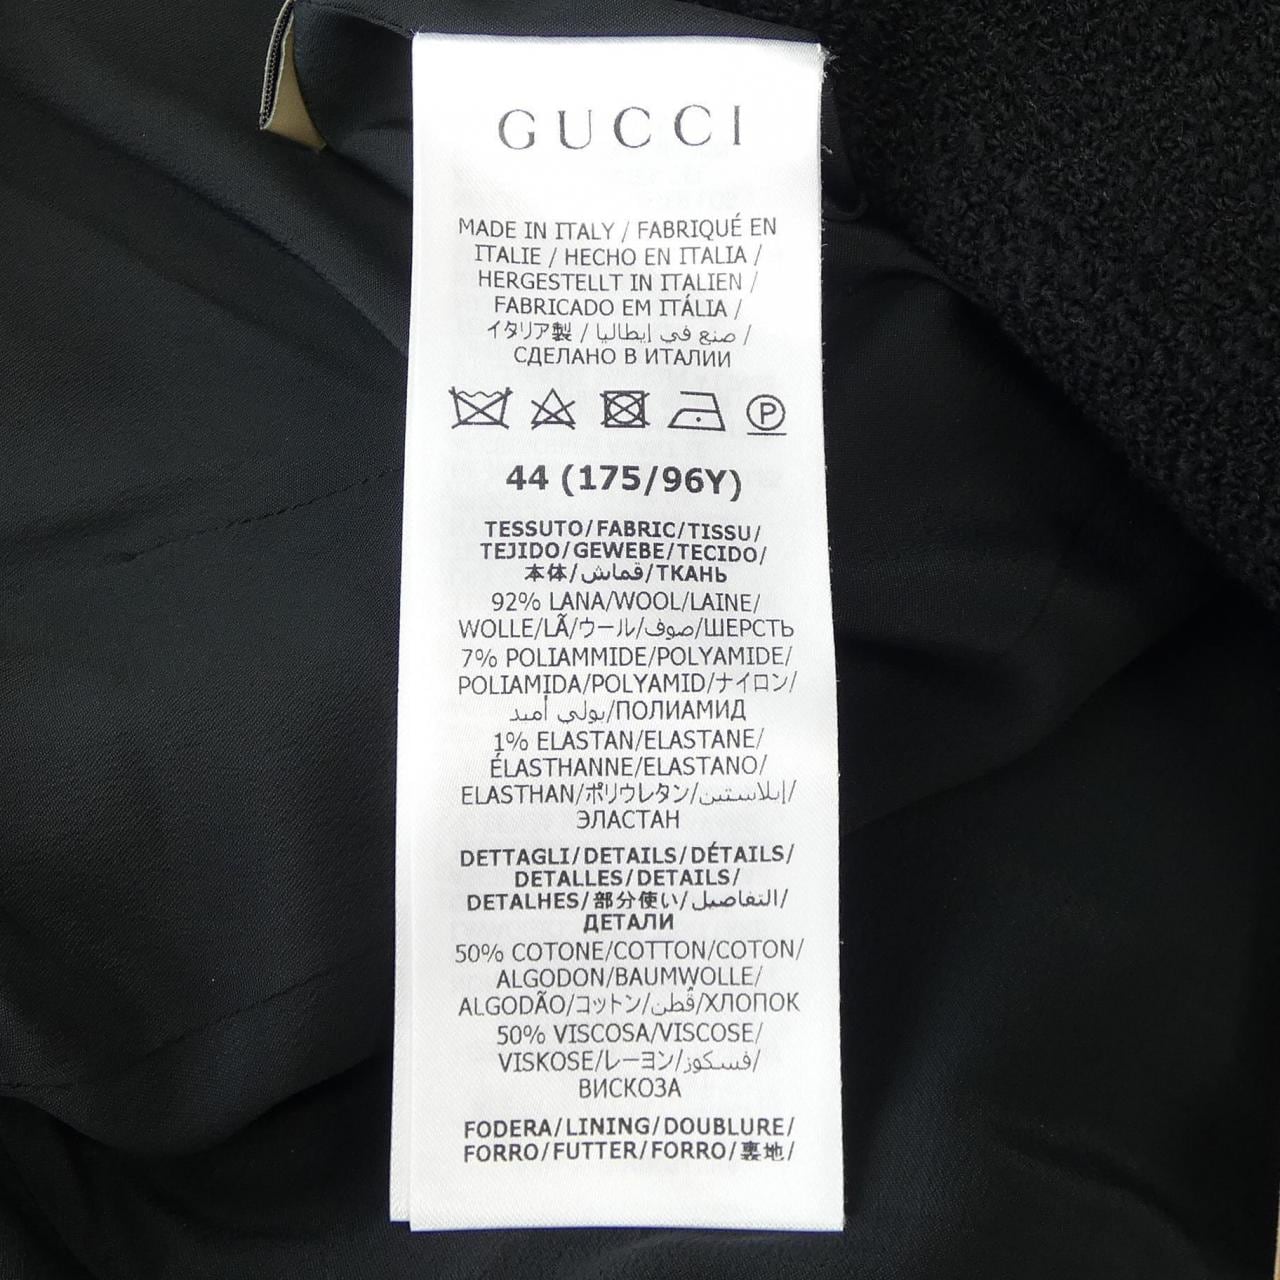 GUCCI
MADE IN ITALY / FABRIQUÉ EN
ITALIE / HECHO EN ITALIA /
HERGESTELLT IN ITALIEN /
FABRICADO EM ITÁLIA /
イタリア製 / صنع في إيطاليا /
СДЕЛАНО В ИТАЛИИ
P
44 (175/96Y)
TESSUTO/FABRIC/TISSU/
TEJIDO/GEWEBE/TECIDO/
本体/قماش/ТКАНЬ
92% LANA/WOOL/LAINE/
WOLLE/LÃ/ウール/صوف/ШЕРСТЬ
7% POLIAMMIDE/POLYAMIDE/
POLIAMIDA/POLYAMID/ナイロン/
بولي أميد/ПОЛИАМИД
1% ELASTAN/ELASTANE/
ÉLASTHANNE/ELASTANO/
ELASTHAN/ポリウレタン/إيلاستين/
ЭЛАСТАН
DETTAGLI/DETAILS/DÉTAILS/
DETALLES/DETAILS/
DETALHES/部分使い/التفاصيل/
ДЕТАЛИ
50% COTONE/COTTON/COTON/
ALGODON/BAUMWOLLE/
ALGODÃO/コットン/قُطن/ХЛОПОК
50% VISCOSA/VISCOSE/
VISKOSE/レーヨン/فسكوز/
ВИСКОЗА
FODERA/LINING/DOUBLURE/
FORRO/FUTTER/FORRO/裏地/